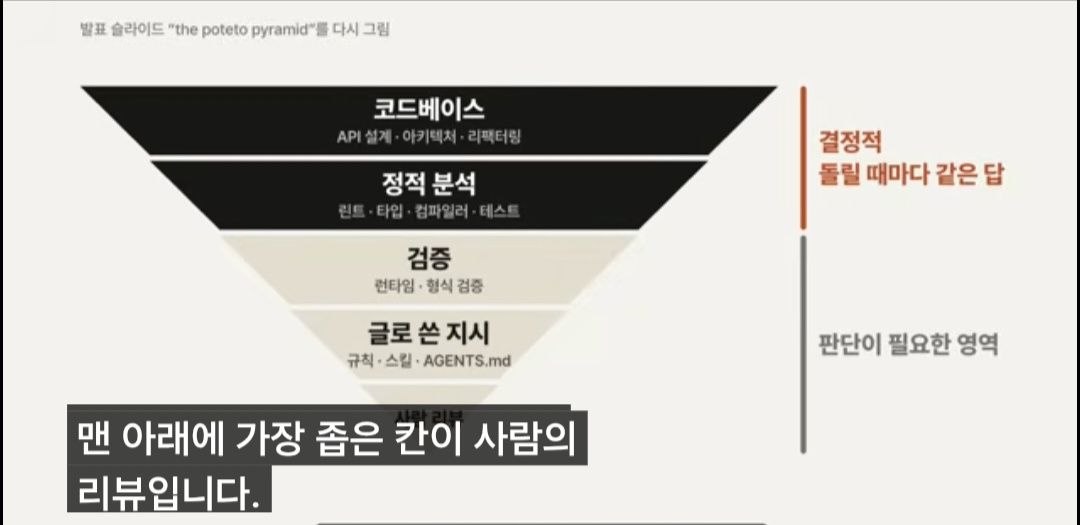 발표 슬라이드 "the poteto pyramid"를 다시 그림
코드베이스
API 설계 · 아키텍처 · 리팩터링
정적 분석
린트 · 타입 · 컴파일러 · 테스트
검증
런타임 · 형식 검증
글로 쓴 지시
규칙 · 스킬 · AGENTS.md
사람 리뷰
결정적
돌릴 때마다 같은 답
판단이 필요한 영역
맨 아래에 가장 좁은 칸이 사람의
리뷰입니다.